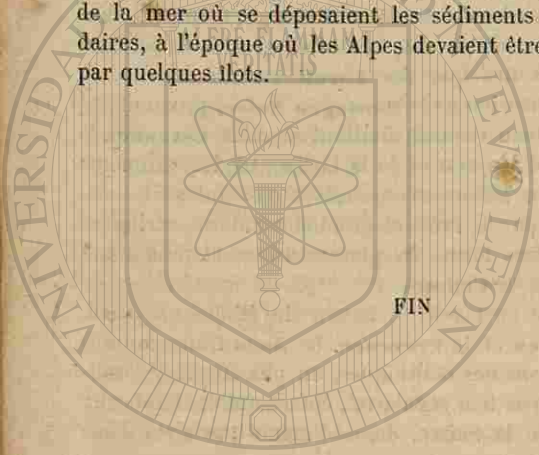 de la mer où se déposaient les sédiments
daires, à l'époque où les Alpes devaient être
par quelques îlots.
FIN